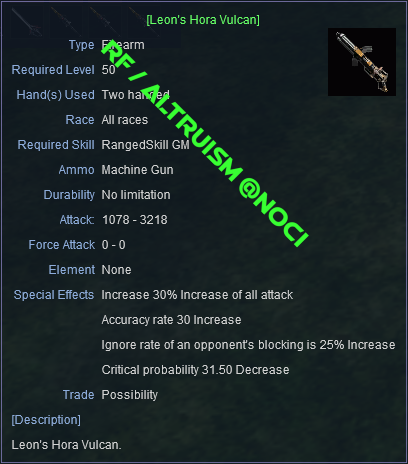 [Leon's Hora Vulcan]
Type Firearm
Required Level 50
Hand(s) Used Two handed
Race All races
Required Skill RangedSkill GM
Ammo Machine Gun
Durability No limitation
Attack: 1078 - 3218
Force Attack 0 - 0
Element None
Special Effects Increase 30% Increase of all attack
Accuracy rate 30 Increase
Ignore rate of an opponent's blocking is 25% Increase
Critical probability 31.50 Decrease
Trade Possibility
[Description]
Leon's Hora Vulcan.
RF / ALTRUISM @NOCI